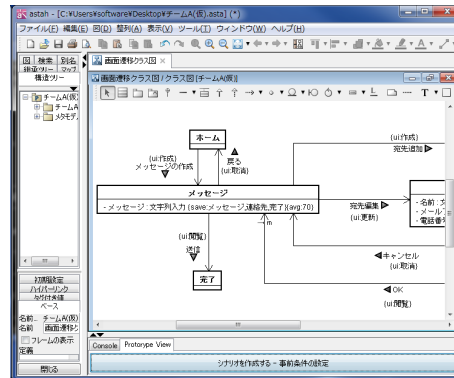 astah - [C:¥Users¥software¥Desktop¥チームA(仮).asta] (*)
ファイル(F) 編集(E) 図(D) 整列(A) 表示(V) ツール(T) ウィンドウ(W) ヘルプ(H)
図 検索 別名
継承ツリー マップ
構造ツリー
チームA(仮)
チームA
メタモデル
画面遷移クラス図
画面遷移クラス図 / クラス図 [チームA(仮)]
ホーム
(ui:作成)
メッセージの作成
戻る
(ui:取消)
(ui:作成)
宛先追加
メッセージ
- メッセージ : 文字列入力 {save:メッセージ,連絡先,完了}{avg:70}
宛先編集
(ui:更新)
- 名前 : 文
- メール
- 電話番号
m
(ui:閲覧)
送信
キャンセル
(ui:取消)
完了
OK
(ui:閲覧)
初期設定
ハイパーリンク
タグ付き値
ベース
名前... チームA(仮)
名前 画面遷移ク
フレームの表示
定義
閉じる
Console Protorype View
シナリオを作成する - 事前条件の設定